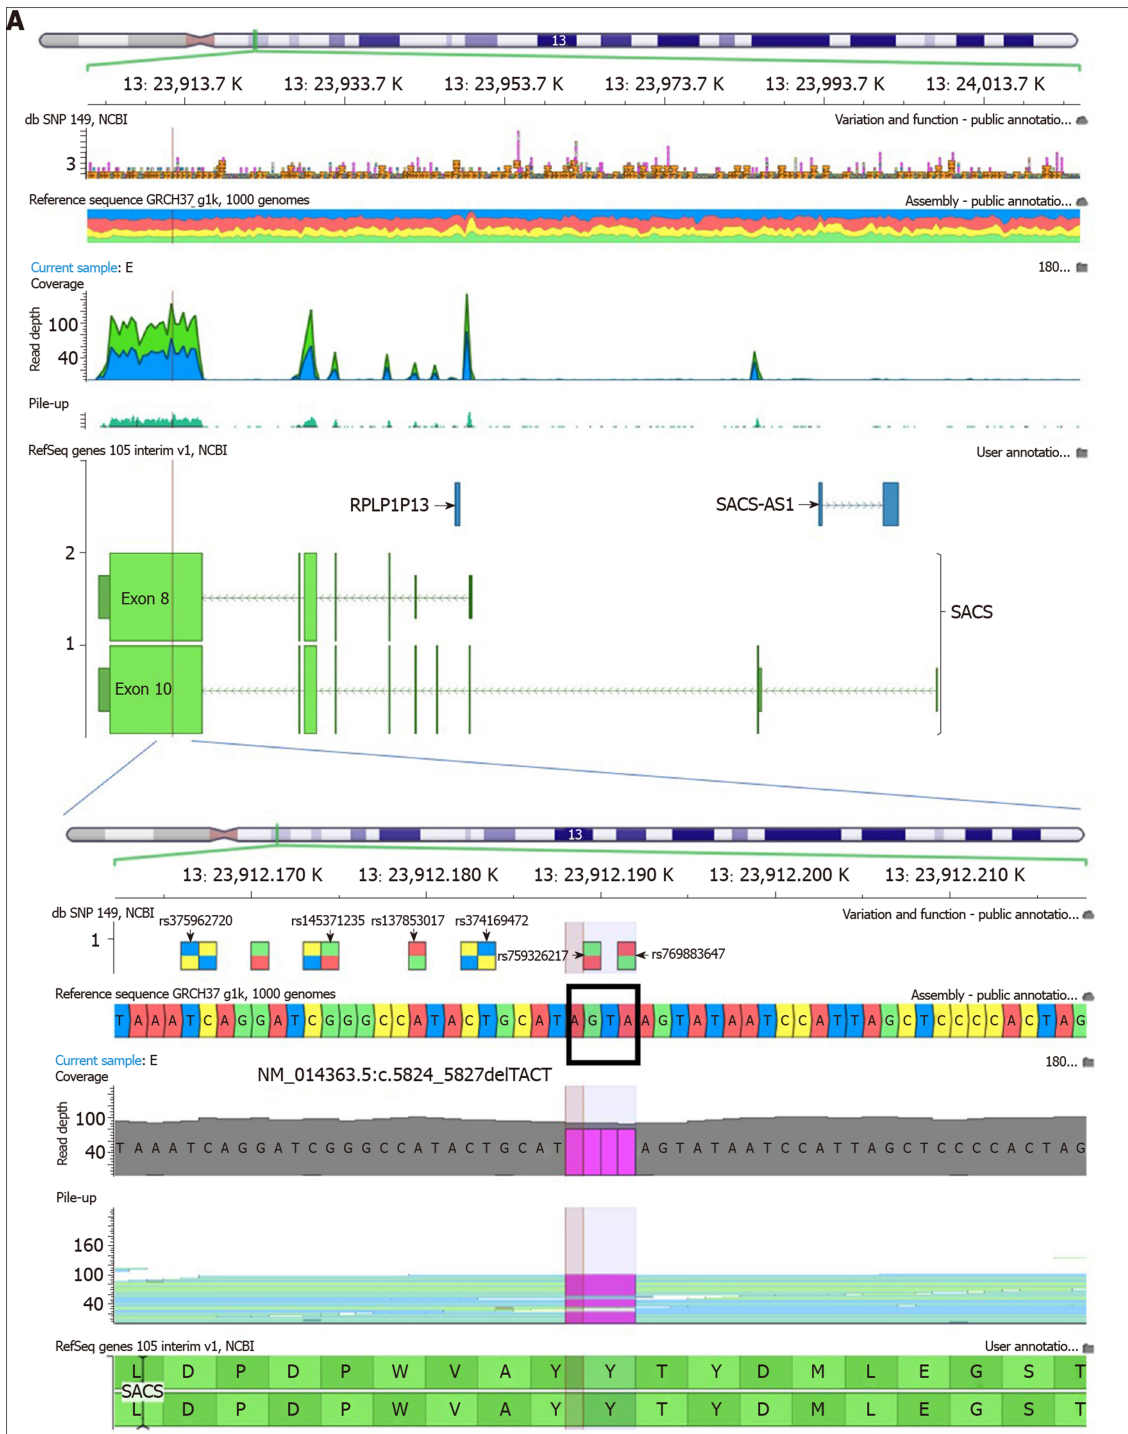 A
13
13: 23,913.7 K 13: 23,933.7 K 13: 23,953.7 K 13: 23,973.7 K 13: 23,993.7 K 13: 24,013.7 K
db SNP 149, NCBI Variation and function - public annotatio...
3
Reference sequence GRCH37_g1k, 1000 genomes Assembly - public annotatio...
Current sample: E 180...
Coverage
Read depth
100
40
Pile-up
RefSeq genes 105 interim v1, NCBI User annotatio...
RPLP1P13 SACS-AS1
2
Exon 8
SACS
1
Exon 10
13
13: 23,912.170 K 13: 23,912.180 K 13: 23,912.190 K 13: 23,912.200 K 13: 23,912.210 K
db SNP 149, NCBI Variation and function - public annotatio...
rs375962720 rs145371235 rs137853017 rs374169472
1
rs759326217 rs769883647
Reference sequence GRCH37 g1k, 1000 genomes Assembly - public annotatio...
T A A A T C A G G A T C G G G C C A T A C T G C A T A G T A A G T A T A A T C C A T T A G C T C C C C A C T A G
Current sample: E 180...
Coverage NM_014363.5:c.5824_5827delTACT
Read depth
100
40
T A A A T C A G G A T C G G G C C A T A C T G C A T A G T A T A A T C C A T T A G C T C C C C A C T A G
Pile-up
160
100
40
RefSeq genes 105 interim v1, NCBI User annotatio...
L D P D P W V A Y Y T Y D M L E G S T
SACS
L D P D P W V A Y Y T Y D M L E G S T